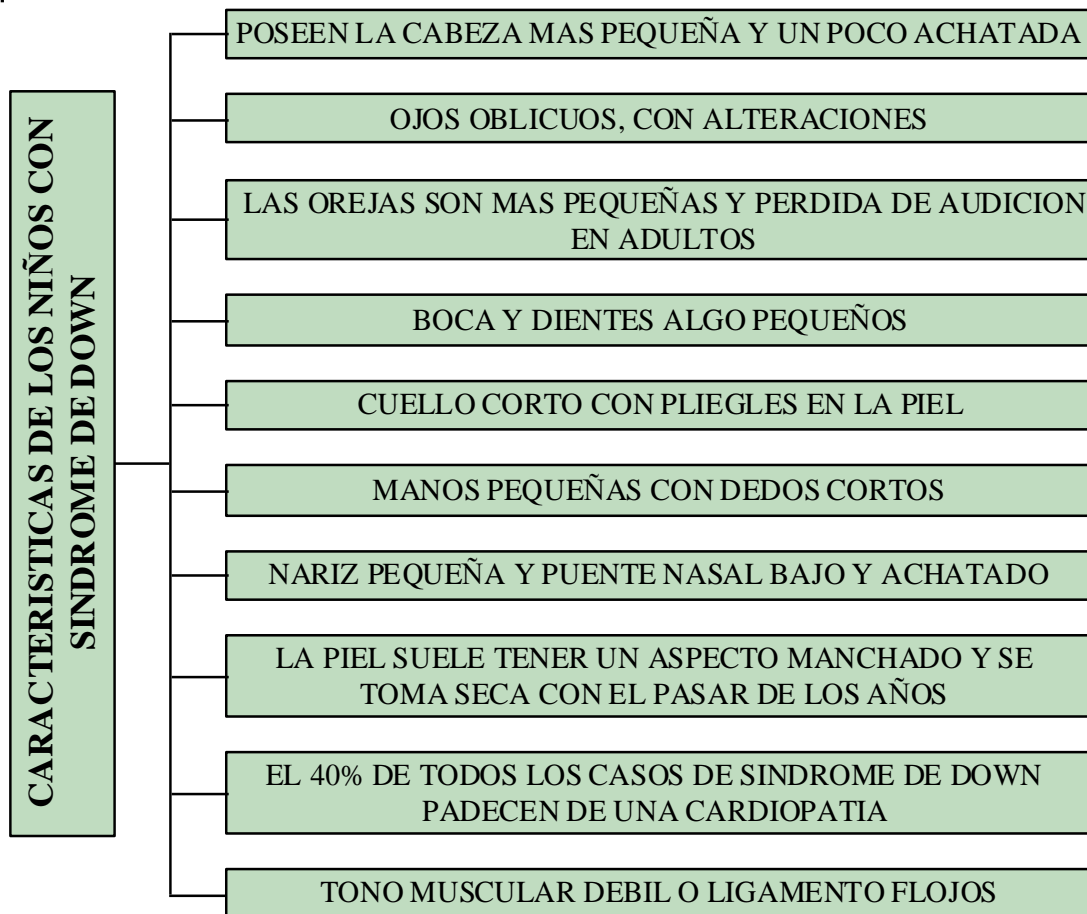 CARACTERISTICAS DE LOS NIÑOS CON
SINDROME DE DOWN
POSEEN LA CABEZA MAS PEQUEÑA Y UN POCO ACHATADA
OJOS OBLICUOS, CON ALTERACIONES
LAS OREJAS SON MAS PEQUEÑAS Y PERDIDA DE AUDICION
EN ADULTOS
BOCA Y DIENTES ALGO PEQUEÑOS
CUELLO CORTO CON PLIEGLES EN LA PIEL
MANOS PEQUEÑAS CON DEDOS CORTOS
NARIZ PEQUEÑA Y PUENTE NASAL BAJO Y ACHATADO
LA PIEL SUELE TENER UN ASPECTO MANCHADO Y SE
TOMA SECA CON EL PASAR DE LOS AÑOS
EL 40% DE TODOS LOS CASOS DE SINDROME DE DOWN
PADECEN DE UNA CARDIOPATIA
TONO MUSCULAR DEBIL O LIGAMENTO FLOJOS